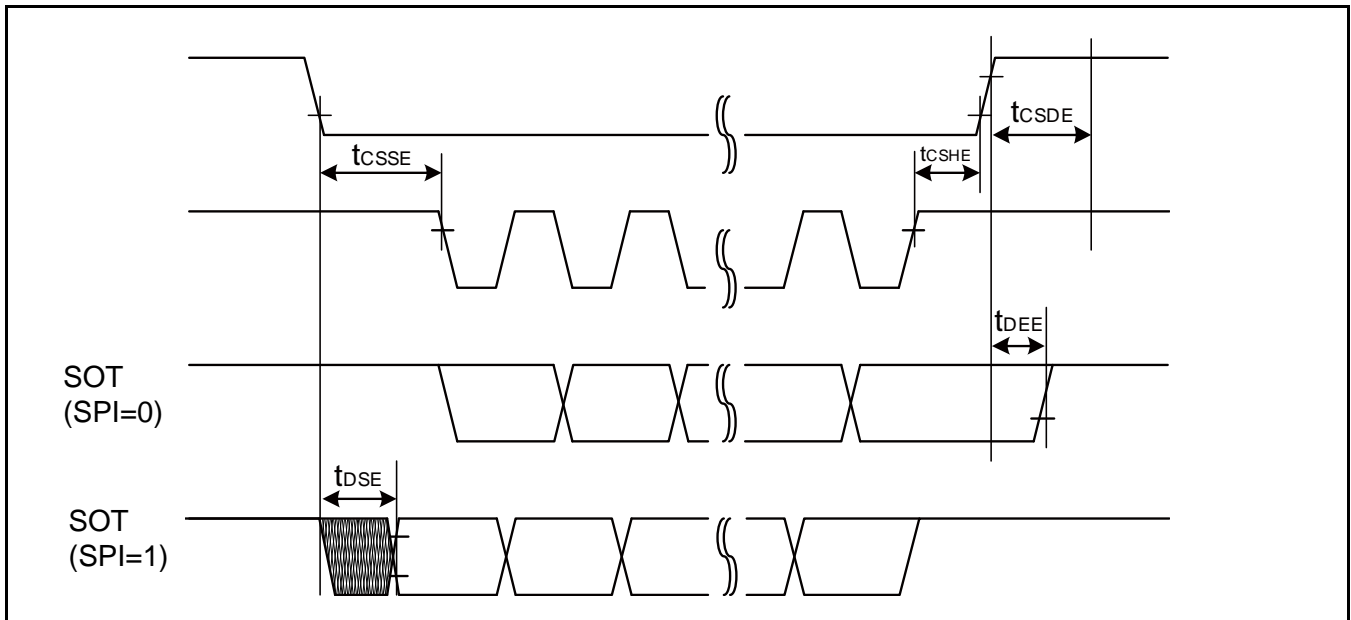 tCSDE
tCSSE
tCSHE
tDEE
SOT
(SPI=0)
tDSE
SOT
(SPI=1)